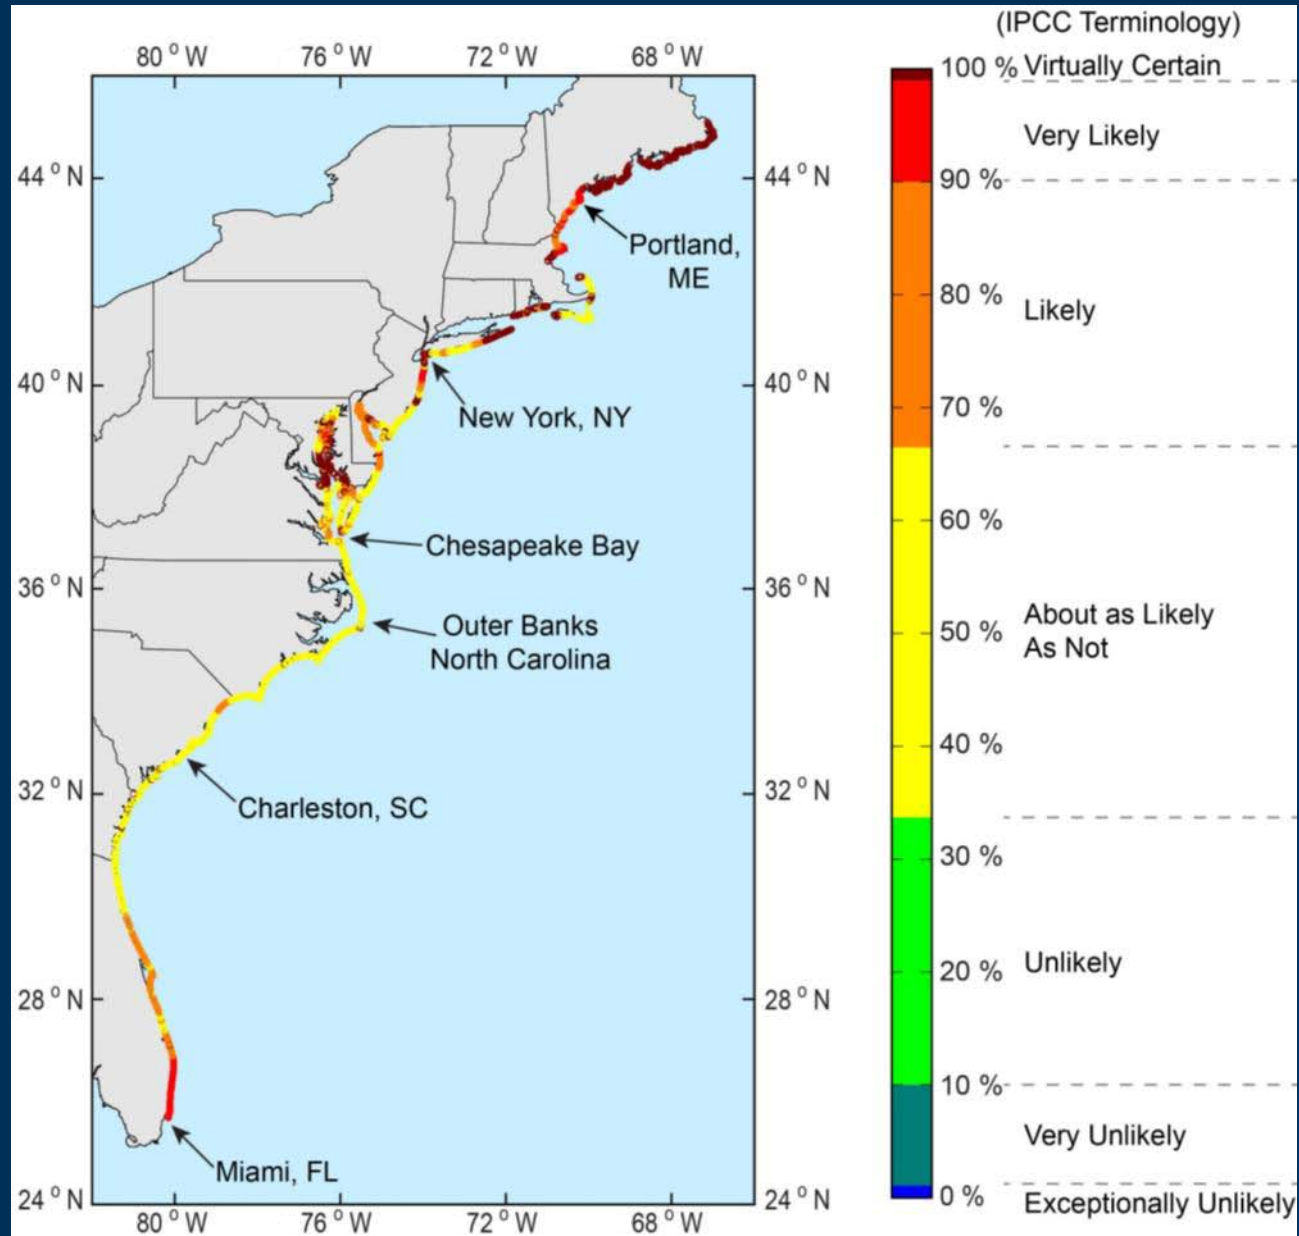 (IPCC Terminology)
80 ° W 76 ° W 72 ° W 68 ° W
100 % Virtually Certain
Very Likely
44 ° N 44 ° N 90 %
Portland,
ME
80 %
Likely
40 ° N 40 ° N
70 %
New York, NY
60 %
Chesapeake Bay
36 ° N 36 ° N
Outer Banks
North Carolina
About as Likely
50 %
As Not
40 %
32 ° N 32 ° N
Charleston, SC
30 %
Unlikely
20 %
28 ° N 28 ° N
10 %
Very Unlikely
Miami, FL
24 ° N 24 ° N 0 %
Exceptionally Unlikely
80 ° W 76 ° W 72 ° W 68 ° W